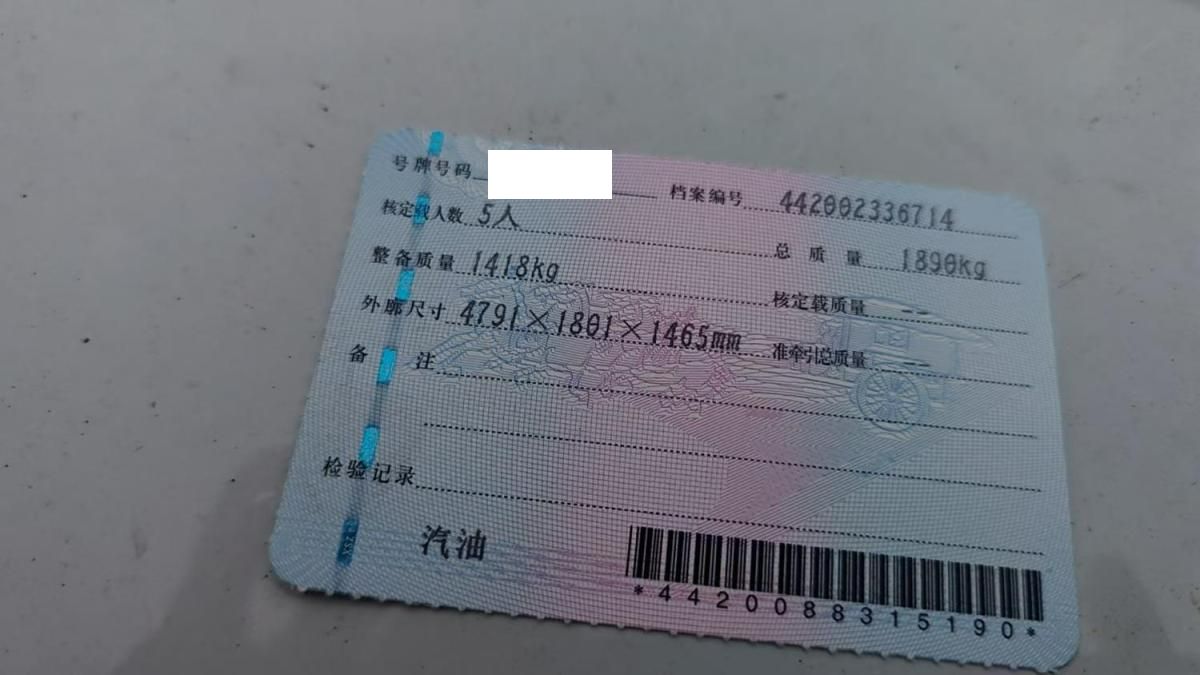 号牌号码 档案编号 442002336714
核定载人数 5人 总质量 1890kg
整备质量 1418kg 核定载质量 --
外廓尺寸 4791×1801×1465mm 准牵引总质量 --
备注
检验记录
汽油
*4420088315190*